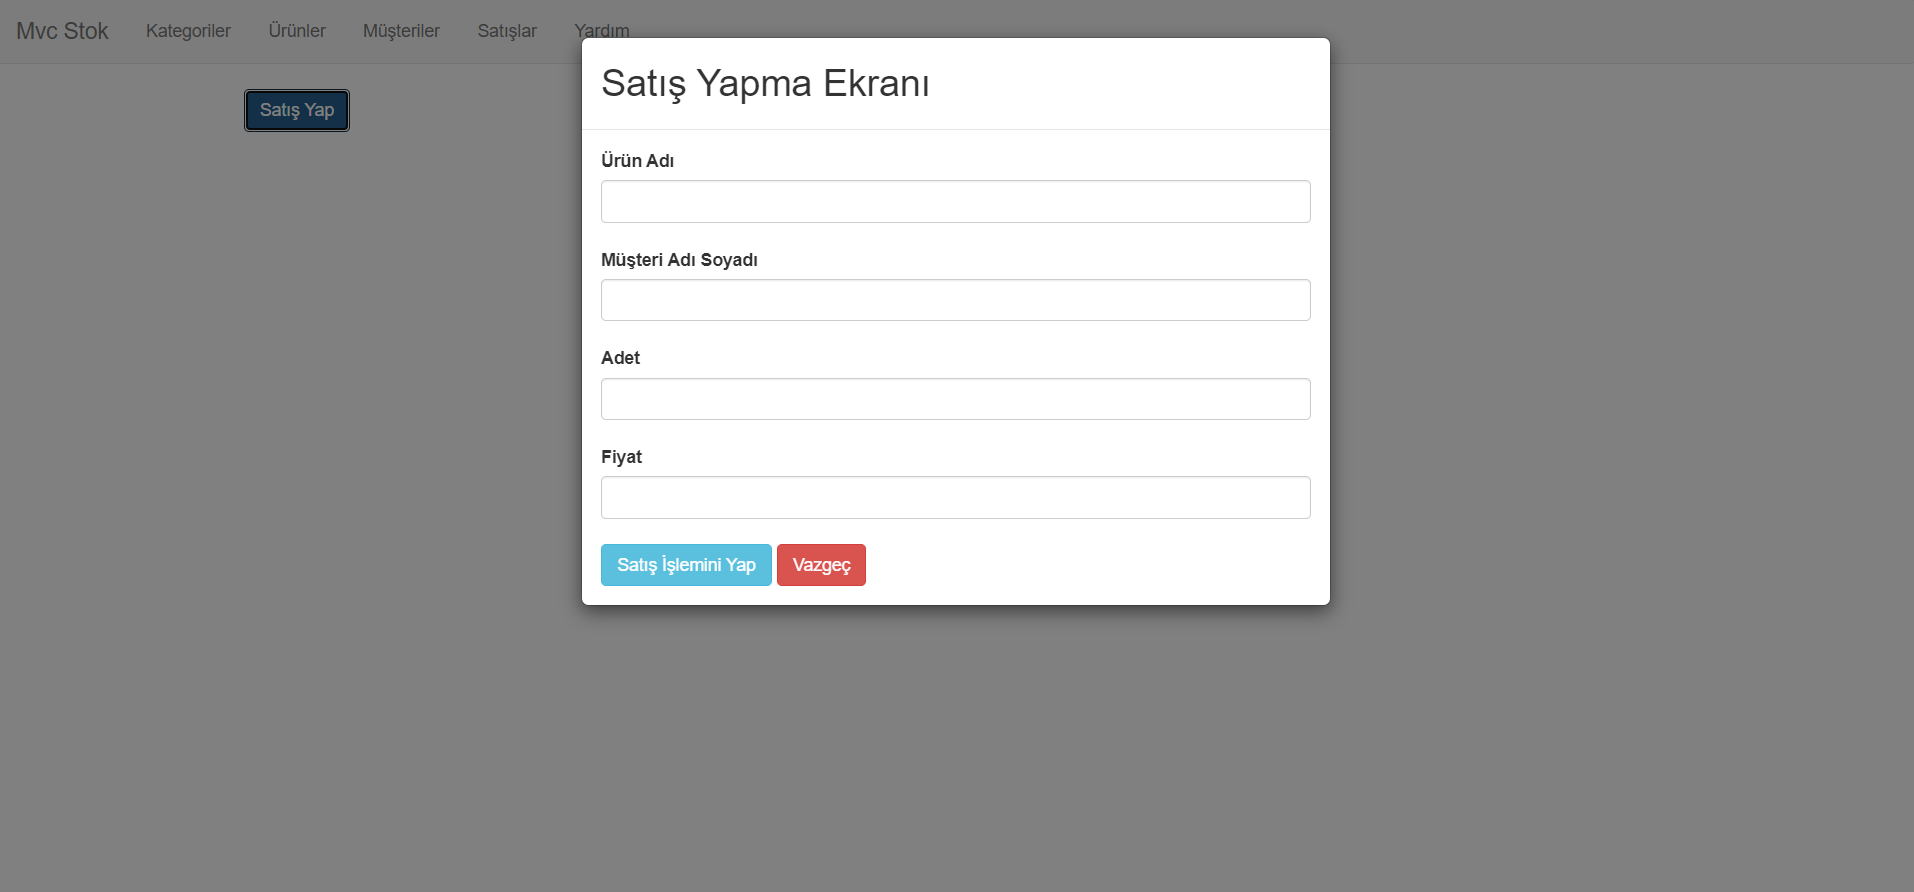 Mvc Stok Kategoriler Ürünler Müşteriler Satışlar Yardım
Satış Yap
Satış Yapma Ekranı
Ürün Adı
Müşteri Adı Soyadı
Adet
Fiyat
Satış İşlemini Yap Vazgeç